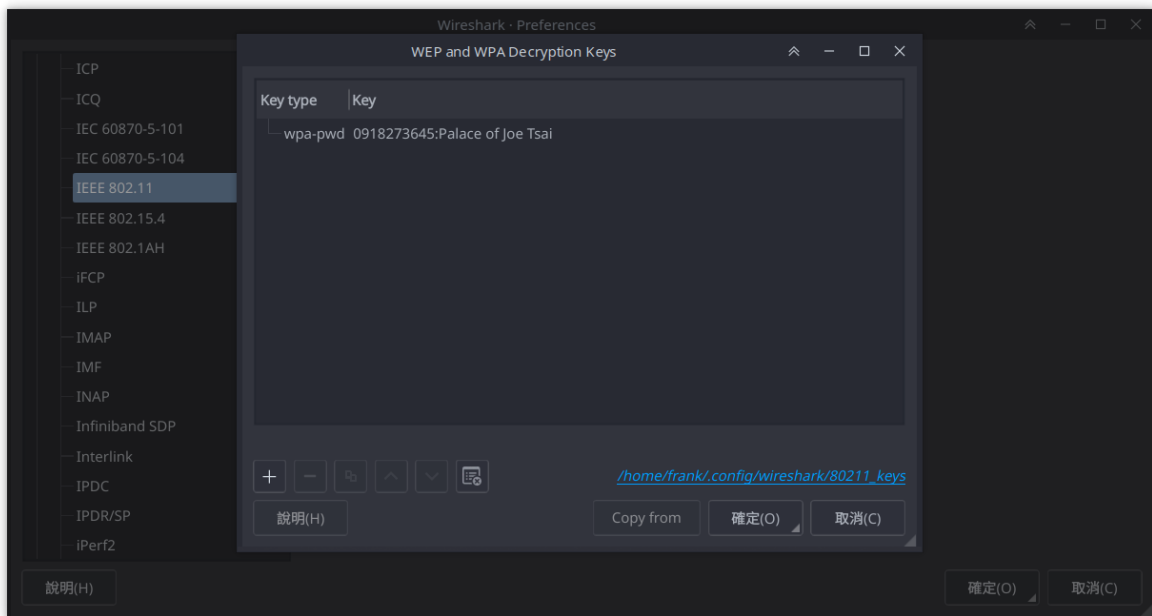 Wireshark · Preferences
WEP and WPA Decryption Keys
ICP
ICQ
IEC 60870-5-101
IEC 60870-5-104
IEEE 802.11
IEEE 802.15.4
IEEE 802.1AH
iFCP
ILP
IMAP
IMF
INAP
Infiniband SDP
Interlink
IPDC
IPDR/SP
iPerf2
Key type Key
wpa-pwd 0918273645:Palace of Joe Tsai
/home/frank/.config/wireshark/80211_keys
說明(H) Copy from 確定(O) 取消(C)
說明(H) 確定(O) 取消(C)